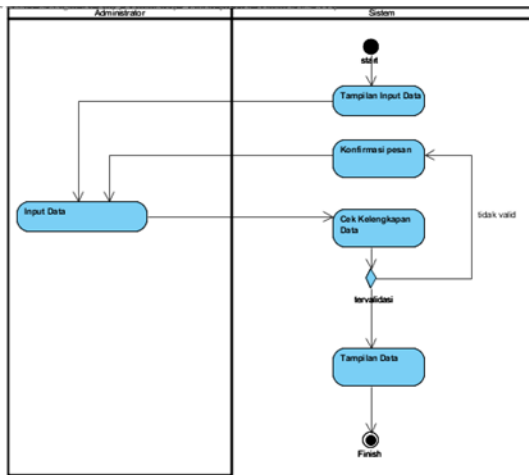 Administrator
Sistem
start
Tampilan Input Data
Konfirmasi pesan
Input Data
Cek Kelengkapan
Data
tidak valid
tervalidasi
Tampilan Data
Finish